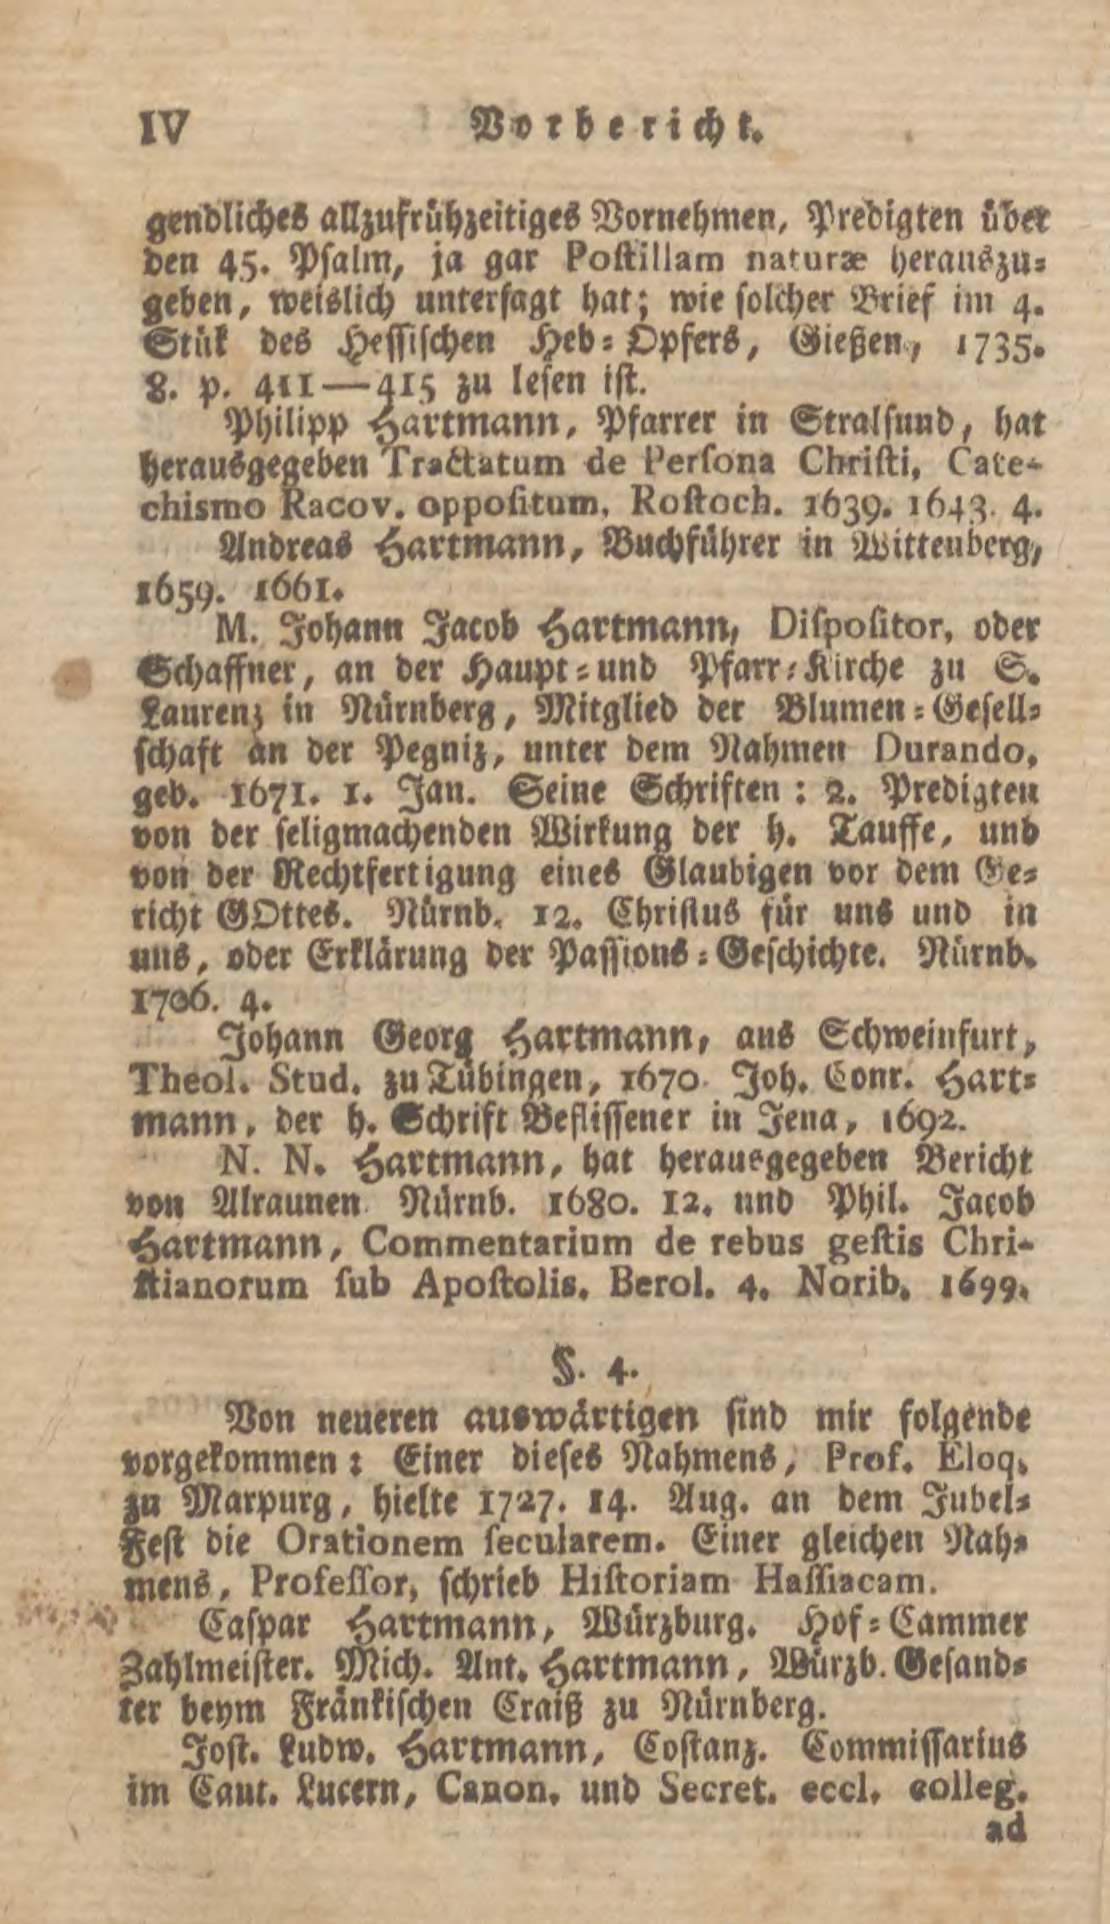 IV Vorbericht.
gendliches allzufrühzeitiges Vornehmen, Predigten über
den 45. Psalm, ja gar Postillam naturæ herauszu-
geben, weislich untersagt hat; wie solcher Brief im 4.
Stük des Hessischen Heb-Opfers, Gießen, 1735.
8. p. 411—415 zu lesen ist.
Philipp Hartmann, Pfarrer in Stralsund, hat
herausgegeben Tractatum de Persona Christi, Cate-
chismo Racov. oppositum, Rostoch. 1639. 1643. 4.
Andreas Hartmann, Buchführer in Wittenberg,
1659. 1661.
M. Johann Jacob Hartmann, Dispositor, oder
Schaffner, an der Haupt-und Pfarr-Kirche zu S.
Laurenz in Nürnberg, Mitglied der Blumen-Gesell-
schaft an der Pegniz, unter dem Nahmen Durando,
geb. 1671. 1. Jan. Seine Schriften: 2. Predigten
von der seligmachenden Wirkung der h. Tauffe, und
von der Rechtfertigung eines Glaubigen vor dem Ge-
richt GOttes. Nürnb. 12. Christus für uns und in
uns, oder Erklärung der Passions-Geschichte. Nürnb.
1706. 4.
Johann Georg Hartmann, aus Schweinfurt,
Theol. Stud. zu Tübingen, 1670. Joh. Conr. Hart-
mann, der h. Schrift Beflissener in Jena, 1692.
N. N. Hartmann, hat herausgegeben Bericht
von Alraunen Nürnb. 1680. 12. und Phil. Jacob
Hartmann, Commentarium de rebus gestis Chri-
stianorum sub Apostolis. Berol. 4. Norib. 1699.
§. 4.
Von neueren auswärtigen sind mir folgende
vorgekommen: Einer dieses Nahmens, Prof. Eloq.
zu Marpurg, hielte 1727. 14. Aug. an dem Jubel-
Fest die Orationem secularem. Einer gleichen Nah-
mens, Professor, schrieb Historiam Hassiacam.
Caspar Hartmann, Würzburg. Hof-Cammer
Zahlmeister. Mich. Ant. Hartmann, Würzb. Gesand-
ter beym Fränkischen Craiß zu Nürnberg.
Jost. Ludw. Hartmann, Costanz. Commissarius
im Cant. Lucern, Canon. und Secret. eccl. colleg.
ad